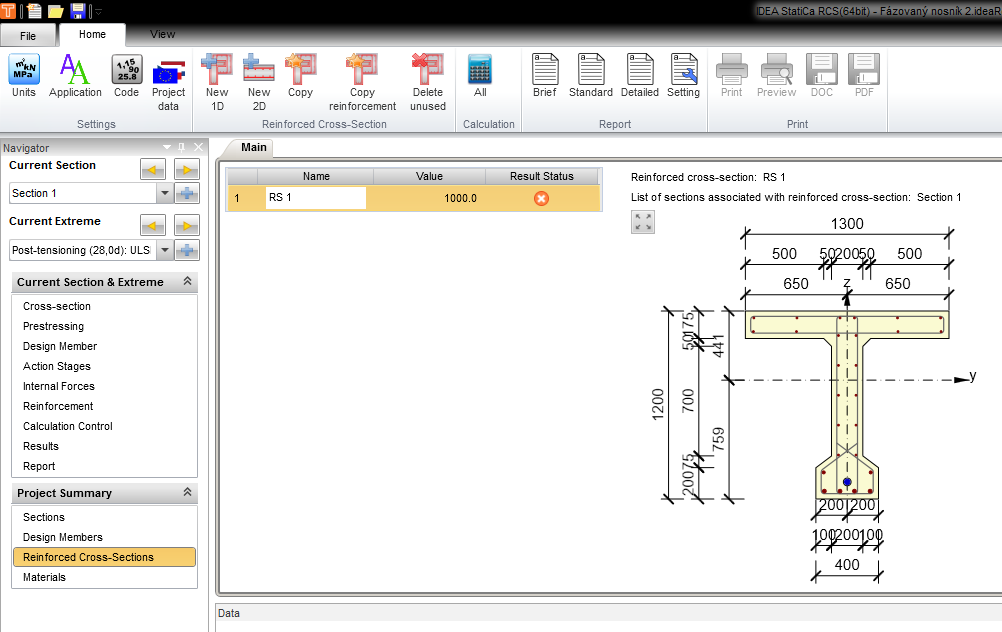 IDEA StatiCa RCS(64bit) - Fázovaný nosník 2.ideaR
File Home View
Units Application Code Project data
New 1D New 2D Copy Copy reinforcement Delete unused
All
Brief Standard Detailed Setting
Print Preview DOC PDF
Settings Reinforced Cross-Section Calculation Report Print
Navigator
Current Section
Section 1
Current Extreme
Post-tensioning (28,0d): ULS
Current Section & Extreme
Cross-section
Prestressing
Design Member
Action Stages
Internal Forces
Reinforcement
Calculation Control
Results
Report
Project Summary
Sections
Design Members
Reinforced Cross-Sections
Materials
Main
Name Value Result Status
1 RS 1 1000.0
Reinforced cross-section: RS 1
List of sections associated with reinforced cross-section: Section 1
1300
500 50 200 50 500
650 z 650
175
50
441
y
1200
700
759
75
200
200 200
100 200 100
400
Data